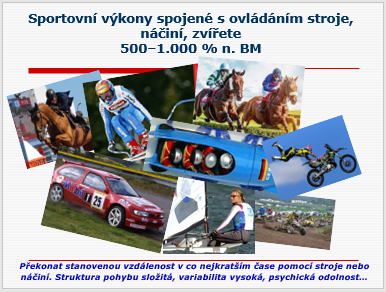 Sportovní výkony spojené s ovládáním stroje,
náčiní, zvířete
500–1.000 % n. BM
25
Překonat stanovenou vzdálenost v co nejkratším čase pomocí stroje nebo
náčiní. Struktura pohybu složitá, variabilita vysoká, psychická odolnost…